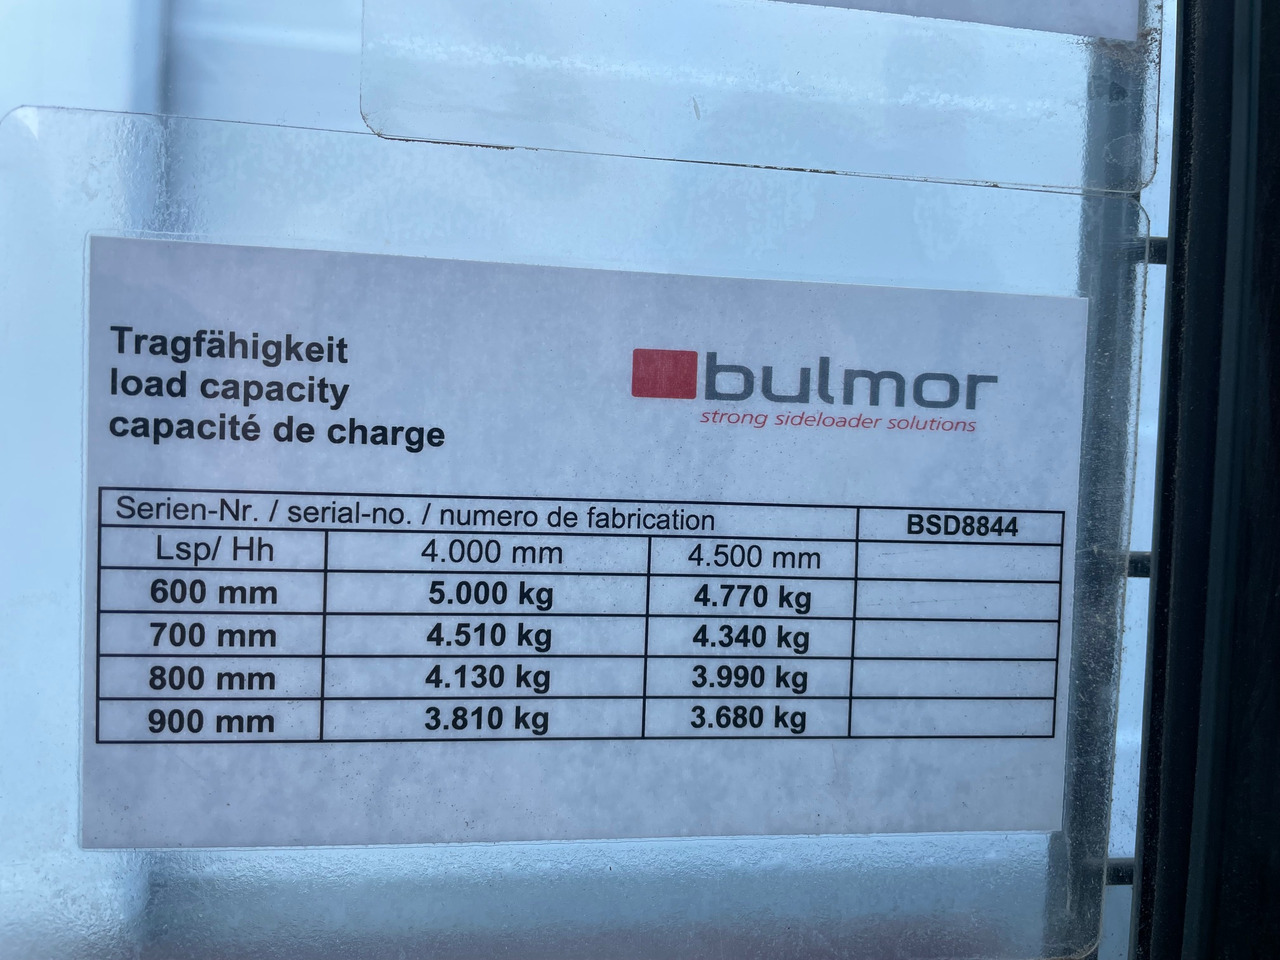 Tragfähigkeit
load capacity
capacité de charge
bulmor
strong sideloader solutions
Serien-Nr. / serial-no. / numero de fabrication BSD8844
Lsp/ Hh 4.000 mm 4.500 mm
600 mm 5.000 kg 4.770 kg
700 mm 4.510 kg 4.340 kg
800 mm 4.130 kg 3.990 kg
900 mm 3.810 kg 3.680 kg